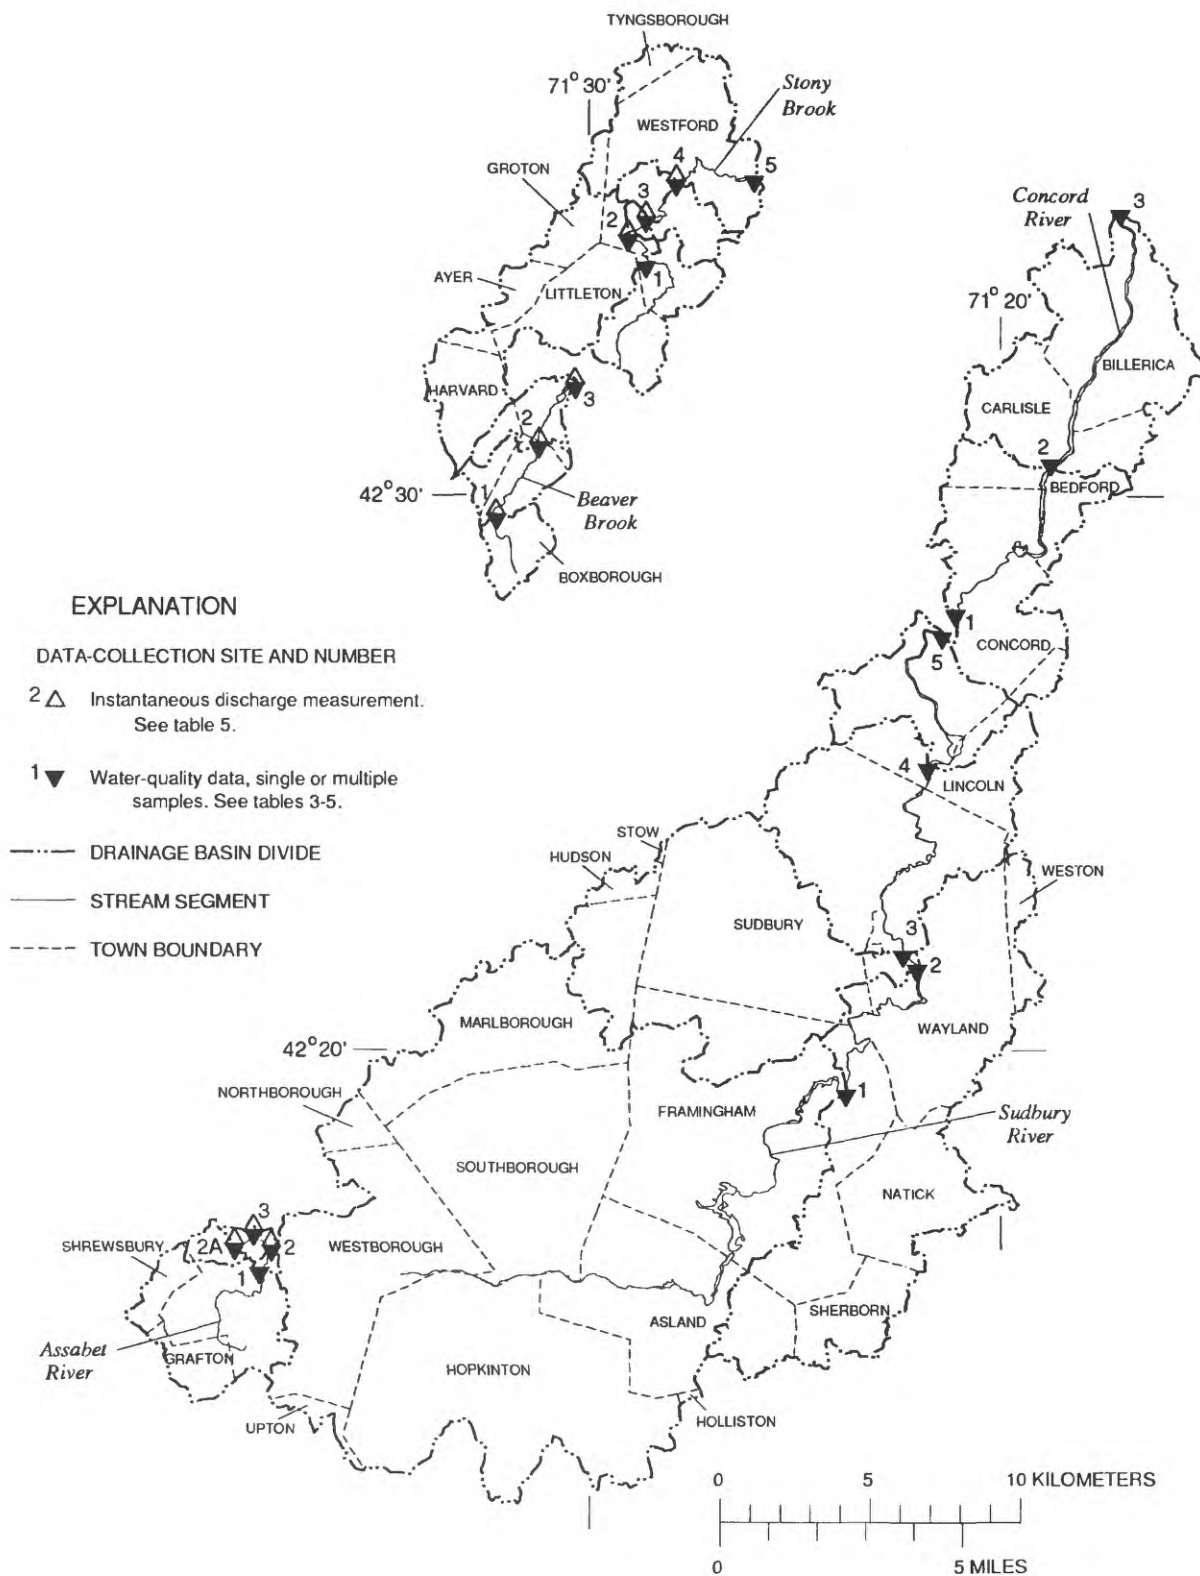 TYNGSBOROUGH
71° 30'
Stony
Brook
WESTFORD
GROTON
4
5
3
2
Concord
River
3
AYER
LITTLETON
1
71° 20'
HARVARD
3
BILLERICA
CARLISLE
2
2
42° 30'
1
Beaver
Brook
BEDFORD
BOXBOROUGH
EXPLANATION
DATA-COLLECTION SITE AND NUMBER
2 Instantaneous discharge measurement.
See table 5.
1 Water-quality data, single or multiple
samples. See tables 3-5.
DRAINAGE BASIN DIVIDE
STREAM SEGMENT
TOWN BOUNDARY
1
5
CONCORD
4
LINCOLN
STOW
HUDSON
WESTON
SUDBURY
3
2
MARLBOROUGH
WAYLAND
42° 20'
NORTHBOROUGH
FRAMINGHAM
1
Sudbury
River
SOUTHBOROUGH
NATICK
3
SHREWSBURY
2A
2
WESTBOROUGH
1
ASLAND
SHERBORN
Assabet
River
GRAFTON
HOPKINTON
UPTON
HOLLISTON
0 5 10 KILOMETERS
0 5 MILES